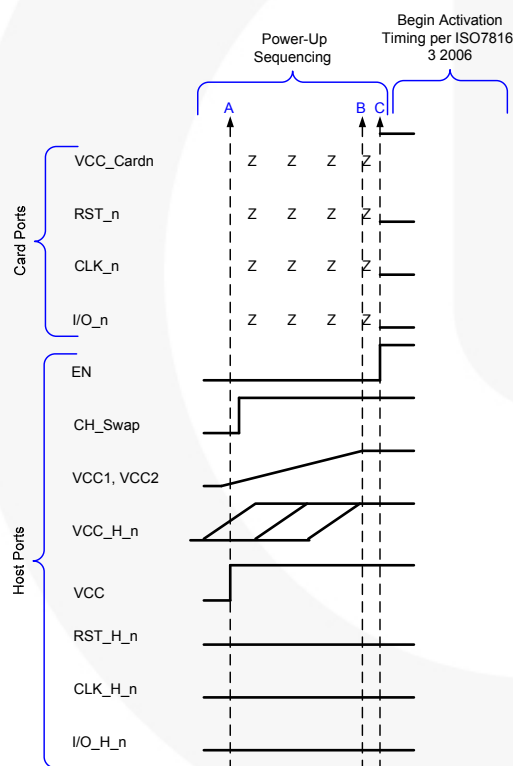 Begin Activation
Timing per ISO7816
3 2006
Power-Up
Sequencing
A B C
Card Ports
VCC_Cardn Z Z Z Z
RST_n Z Z Z Z
CLK_n Z Z Z Z
I/O_n Z Z Z Z
Host Ports
EN
CH_Swap
VCC1, VCC2
VCC_H_n
VCC
RST_H_n
CLK_H_n
I/O_H_n